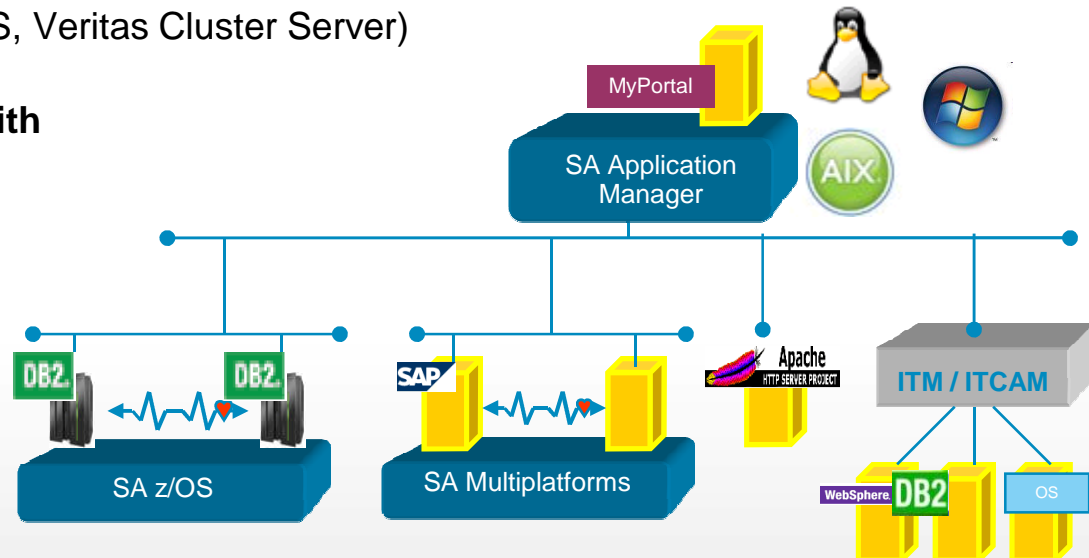 S, Veritas Cluster Server)
ith
MyPortal
SA Application
Manager
AIX
DB2.
DB2.
SAP
Apache
HTTP SERVER PROJECT
ITM / ITCAM
SA z/OS
SA Multiplatforms
WebSphere.
DB2
OS